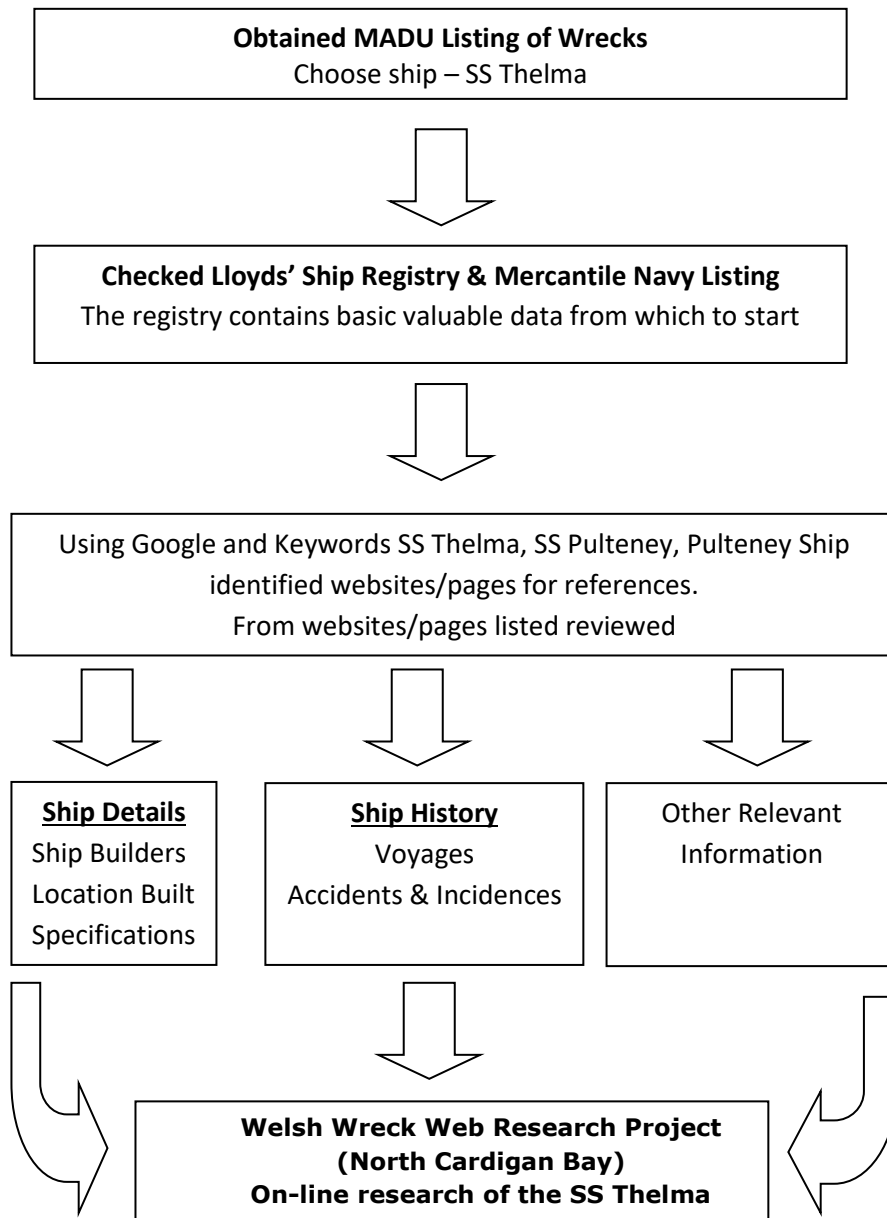 Obtained MADU Listing of Wrecks
Choose ship – SS Thelma
Checked Lloyds' Ship Registry & Mercantile Navy Listing
The registry contains basic valuable data from which to start
Using Google and Keywords SS Thelma, SS Pulteney, Pulteney Ship
identified websites/pages for references.
From websites/pages listed reviewed
Ship Details
Ship Builders
Location Built
Specifications
Ship History
Voyages
Accidents & Incidences
Other Relevant
Information
Welsh Wreck Web Research Project
(North Cardigan Bay)
On-line research of the SS Thelma